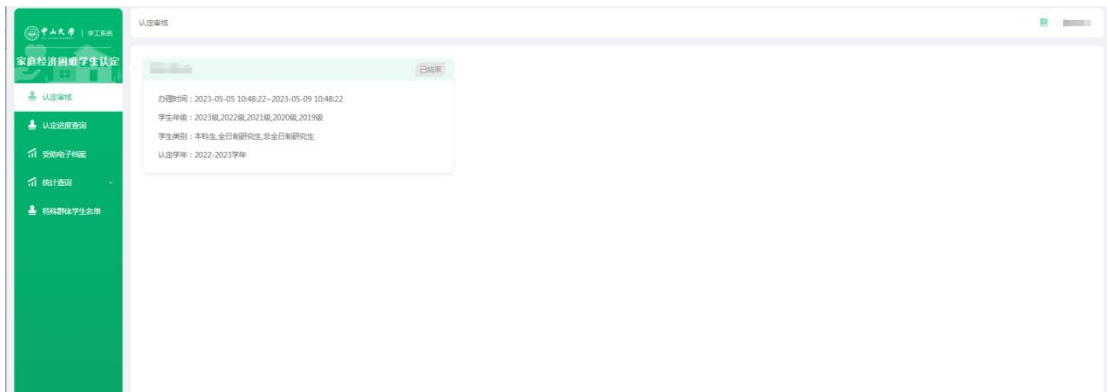 中山大學 | 学工系统
家庭经济困难学生认定
认定审核
认定进度查询
受助电子档案
统计查询
特殊群体学生名单
认定审核
已结束
办理时间：2023-05-05 10:48:22~2023-05-09 10:48:22
学生年级：2023级,2022级,2021级,2020级,2019级
学生类别：本科生,全日制研究生,非全日制研究生
认定学年：2022-2023学年